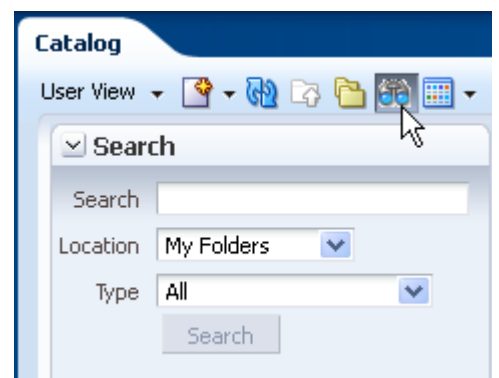 Catalog
User View
Search
Search
Location My Folders
Type All
Search